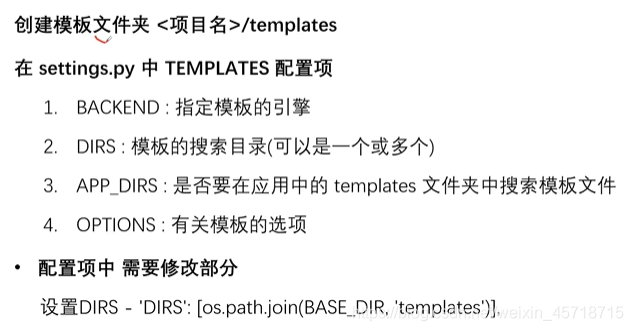 创建模板文件夹 <项目名>/templates
在 settings.py 中 TEMPLATES 配置项
1. BACKEND : 指定模板的引擎
2. DIRS : 模板的搜索目录(可以是一个或多个)
3. APP_DIRS : 是否要在应用中的 templates 文件夹中搜索模板文件
4. OPTIONS : 有关模板的选项
• 配置项中 需要修改部分
设置DIRS - 'DIRS': [os.path.join(BASE_DIR, 'templates')],
https://blog.csdn.net/weixin_45718715